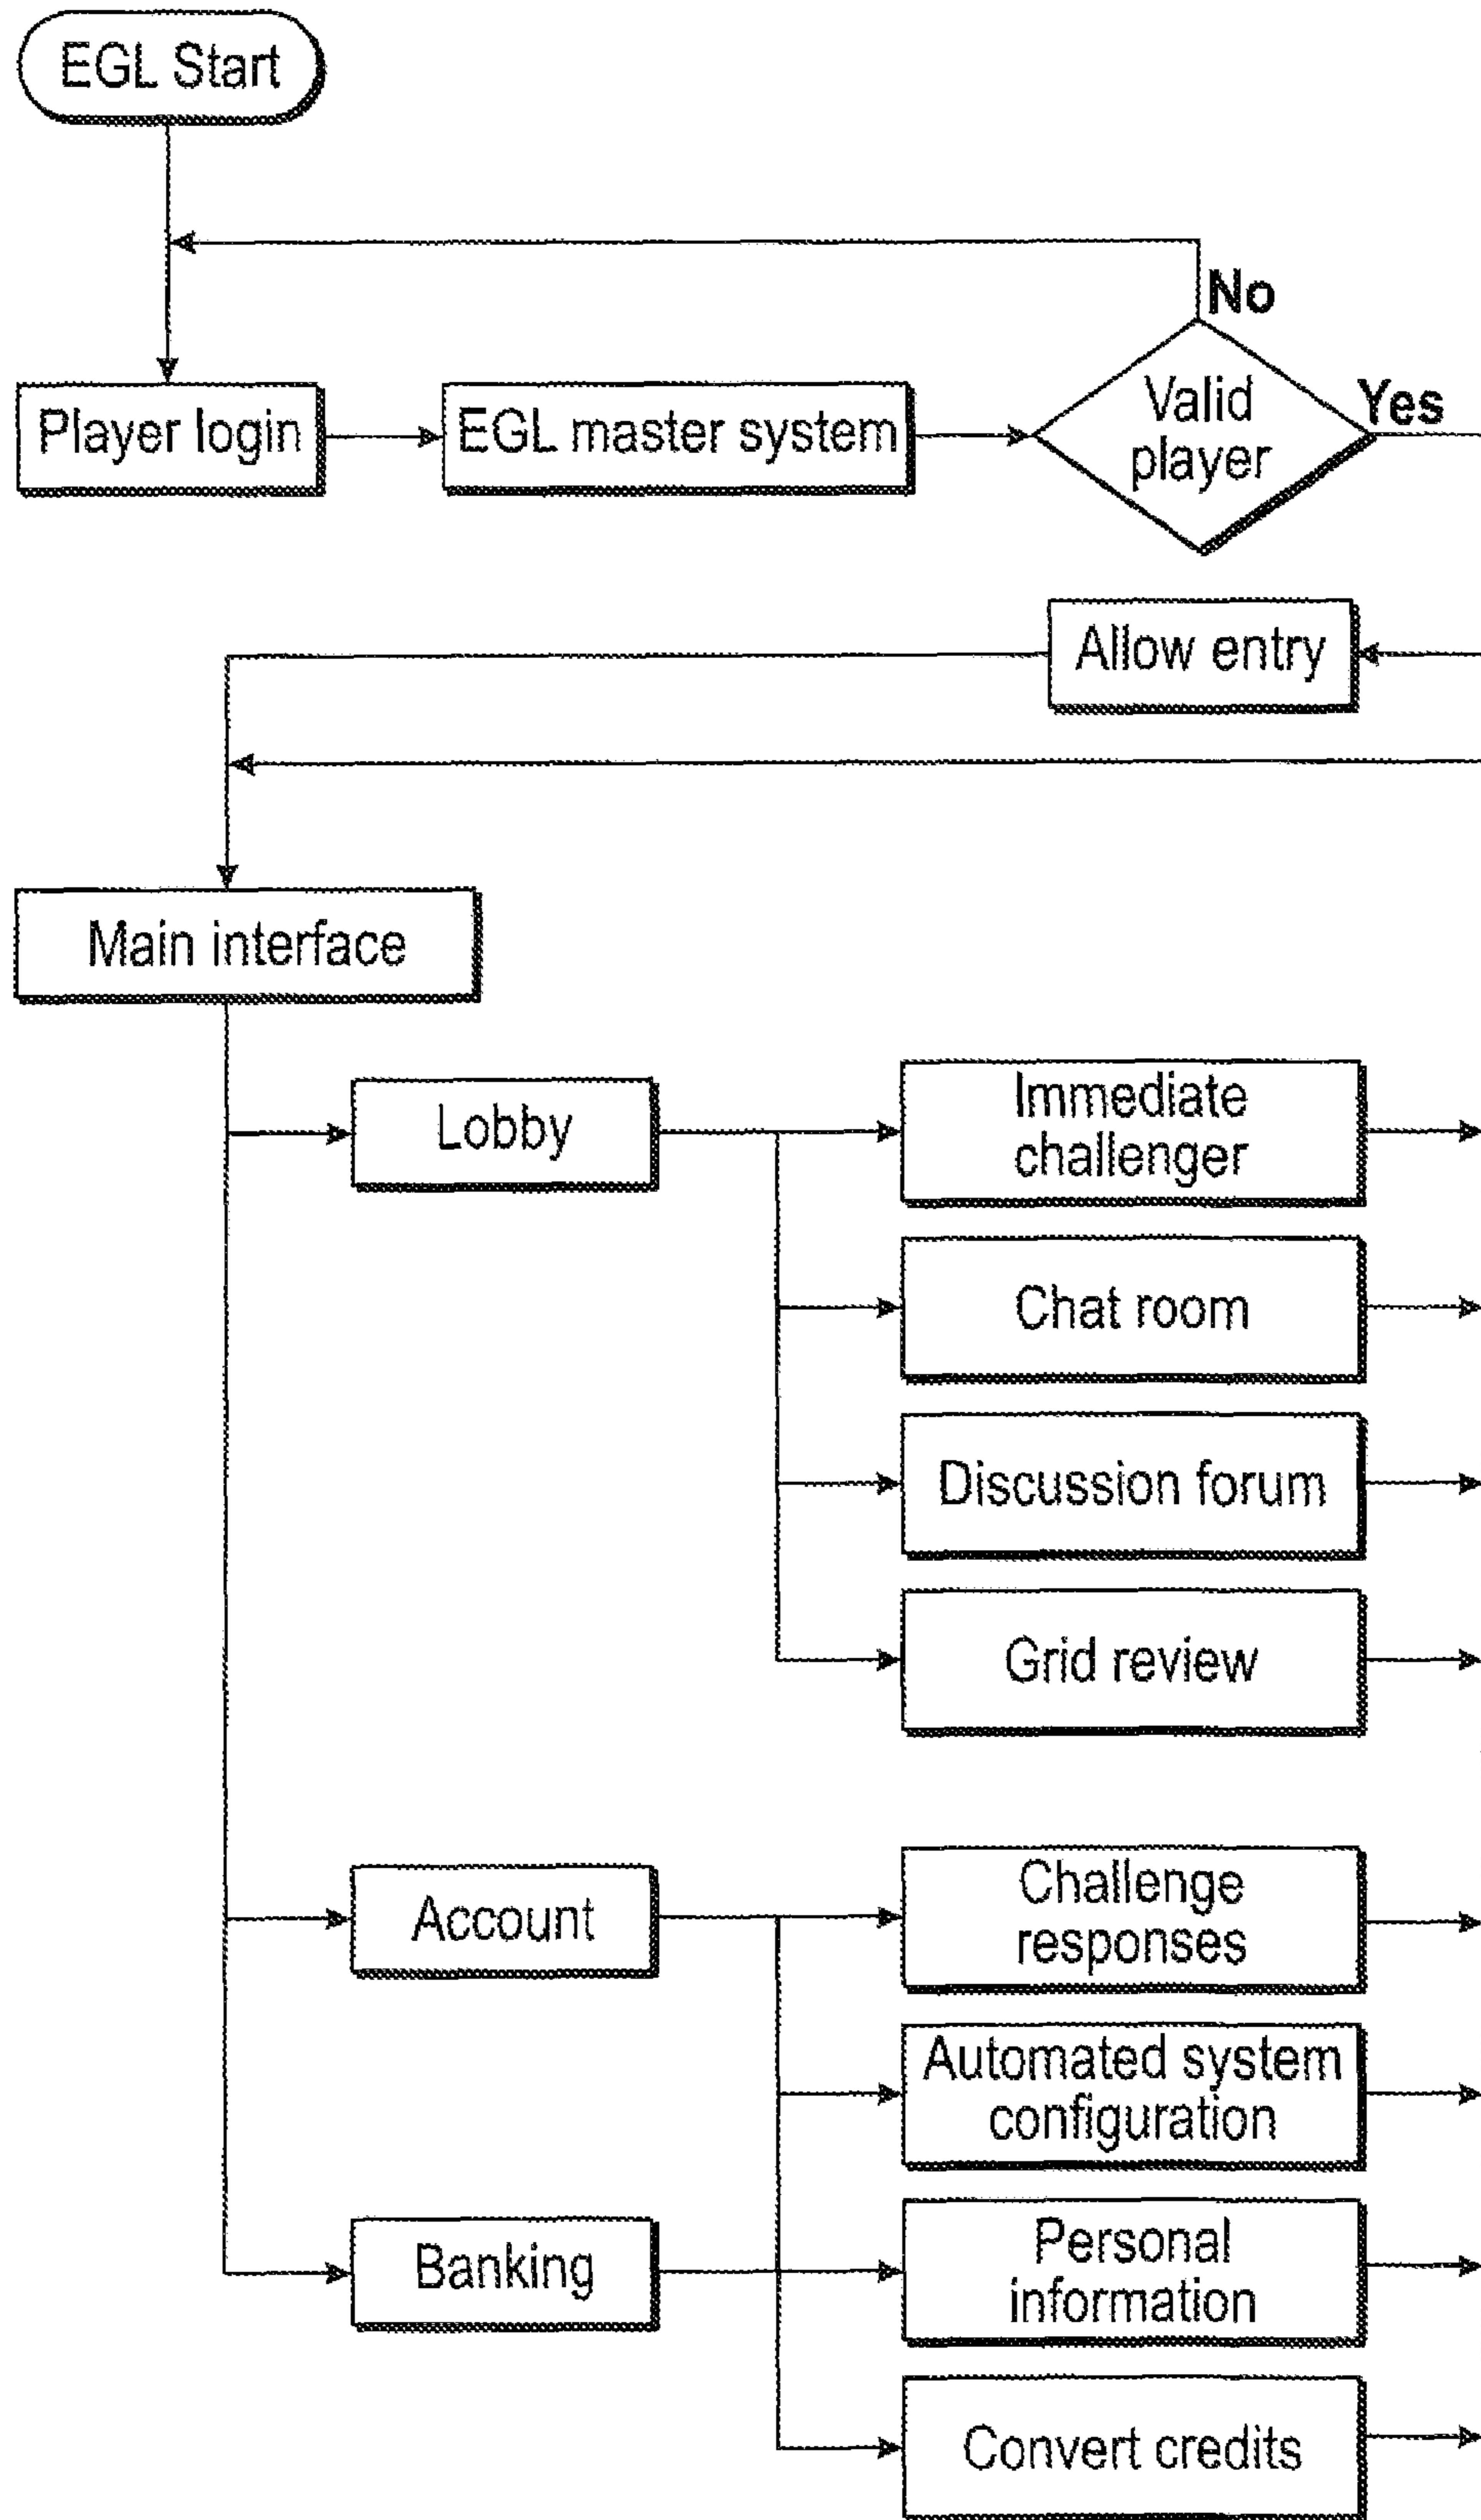 EGL Start
No
Player login
EGL master system
Valid
player
Yes
Allow entry
Main interface
Lobby
Immediate
challenger
Chat room
Discussion forum
Grid review
Account
Challenge
responses
Automated system
configuration
Banking
Personal
information
Convert credits